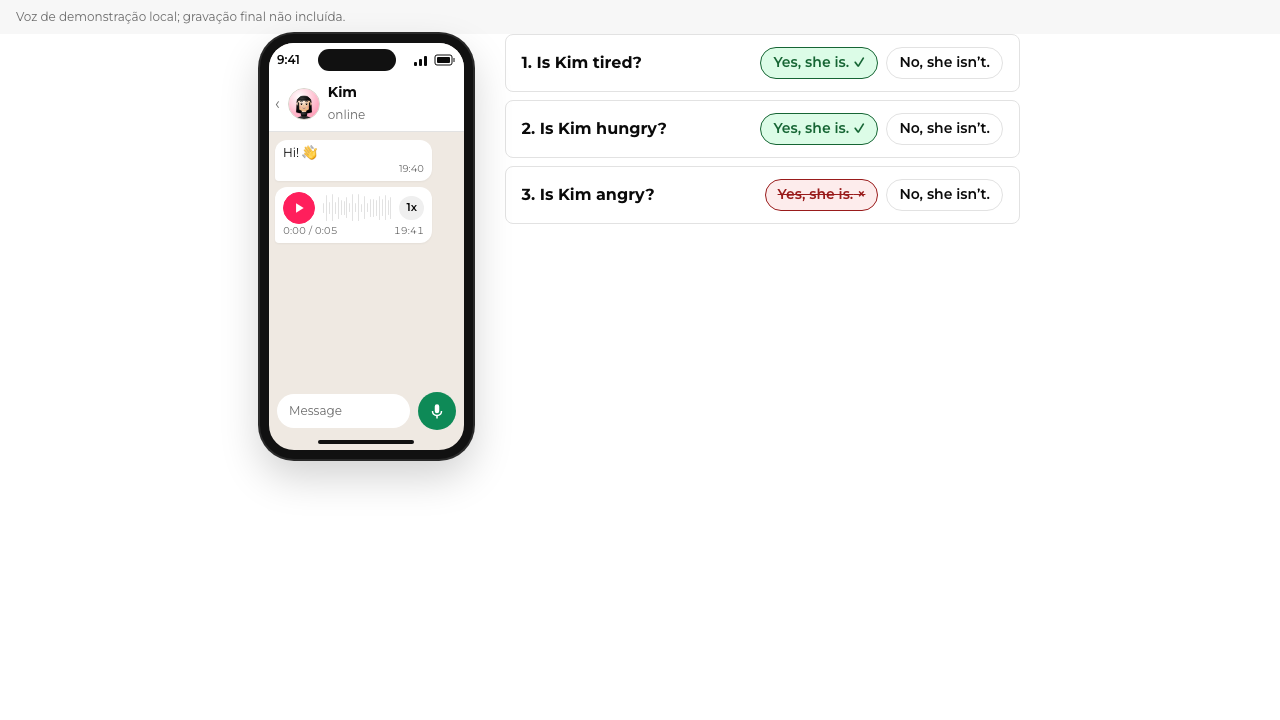 Voz de demonstração local; gravação final não incluída.
9:41
Kim
online
Hi! 👋
19:40
1x
0:00 / 0:05
19:41
Message
1. Is Kim tired?
Yes, she is. ✓
No, she isn’t.
2. Is Kim hungry?
Yes, she is. ✓
No, she isn’t.
3. Is Kim angry?
Yes, she is. ×
No, she isn’t.